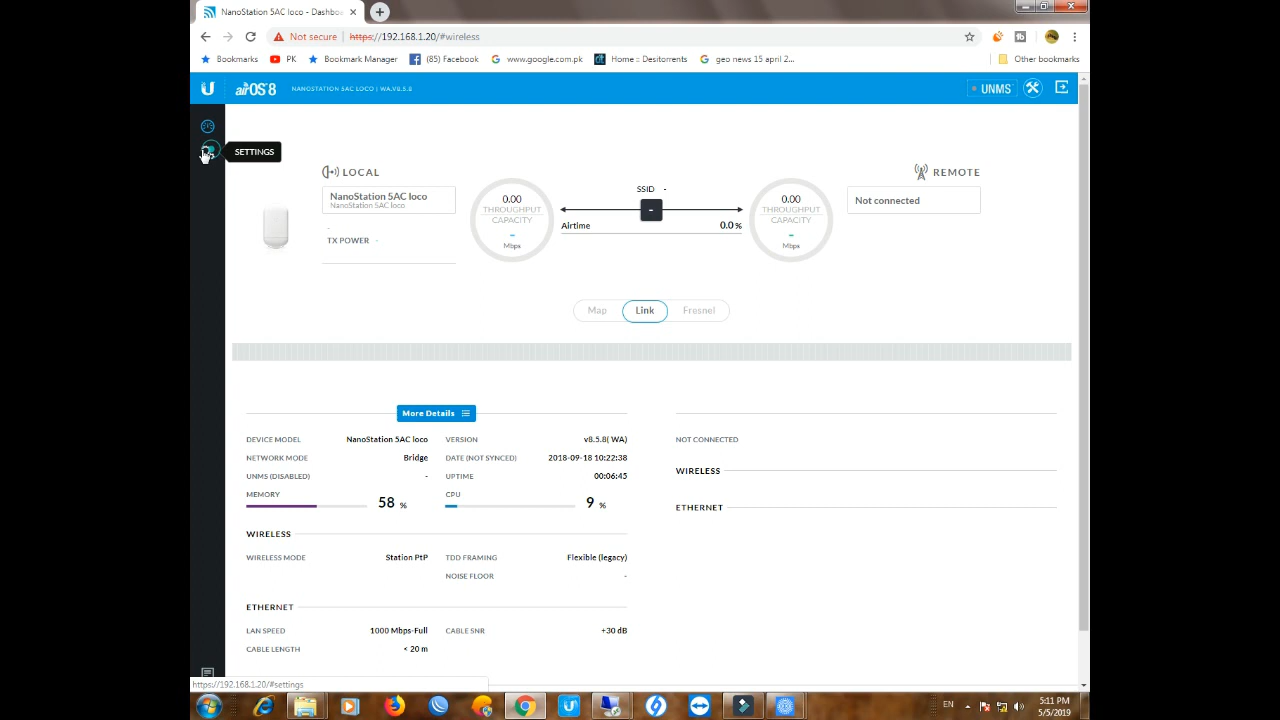 NanoStation 5AC loco - Dashbo
Not secure
https://192.168.1.20/#wireless
Bookmarks
PK
Bookmark Manager
(85) Facebook
www.google.com.pk
Home :: Desitorrents
geo news 15 april 2...
Other bookmarks
airOS 8
NANOSTATION 5AC LOCO | WA.V8.5.8
UNMS
SETTINGS
LOCAL
REMOTE
NanoStation 5AC loco
NanoStation 5AC loco
-
TX POWER -
0.00
THROUGHPUT
CAPACITY
-
Mbps
SSID -
-
Airtime 0.0 %
0.00
THROUGHPUT
CAPACITY
-
Mbps
Not connected
Map
Link
Fresnel
More Details
DEVICE MODEL NanoStation 5AC loco
VERSION v8.5.8( WA)
NETWORK MODE Bridge
DATE (NOT SYNCED) 2018-09-18 10:22:38
UNMS (DISABLED) -
UPTIME 00:06:45
MEMORY 58 %
CPU 9 %
NOT CONNECTED
WIRELESS
ETHERNET
WIRELESS
WIRELESS MODE Station PtP
TDD FRAMING Flexible (legacy)
NOISE FLOOR -
ETHERNET
LAN SPEED 1000 Mbps-Full
CABLE SNR +30 dB
CABLE LENGTH < 20 m
https://192.168.1.20/#settings
EN
5:11 PM
5/5/2019